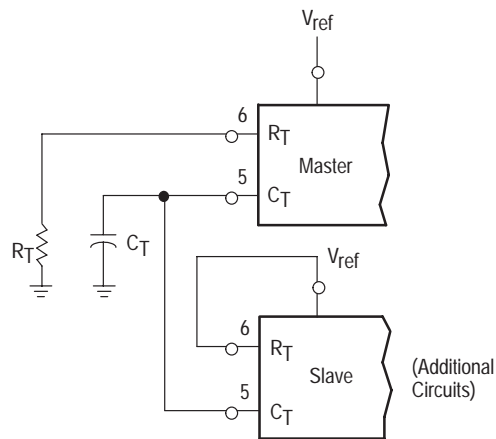 Vref
6
RT
Master
5
CT
RT
CT
Vref
6
RT
Slave
(Additional
Circuits)
5
CT